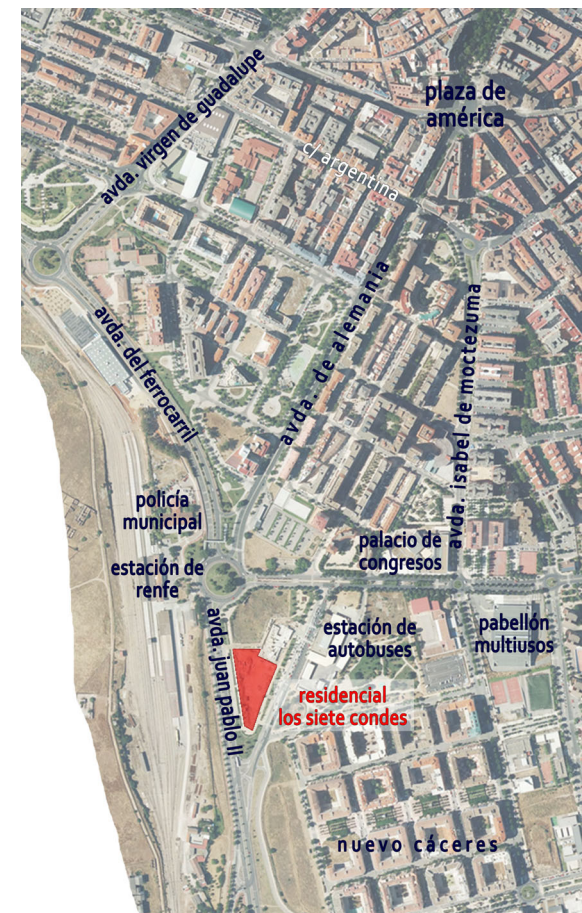 plaza de
américa
avda. virgen de guadalupe
c/ argentina
avda. de alemania
avda. isabel de moctezuma
avda. del ferrocarril
policía
municipal
palacio de
congresos
estación de
renfe
avda. juan pablo II
estación de
autobuses
pabellón
multiusos
residencial
los siete condes
nuevo cáceres